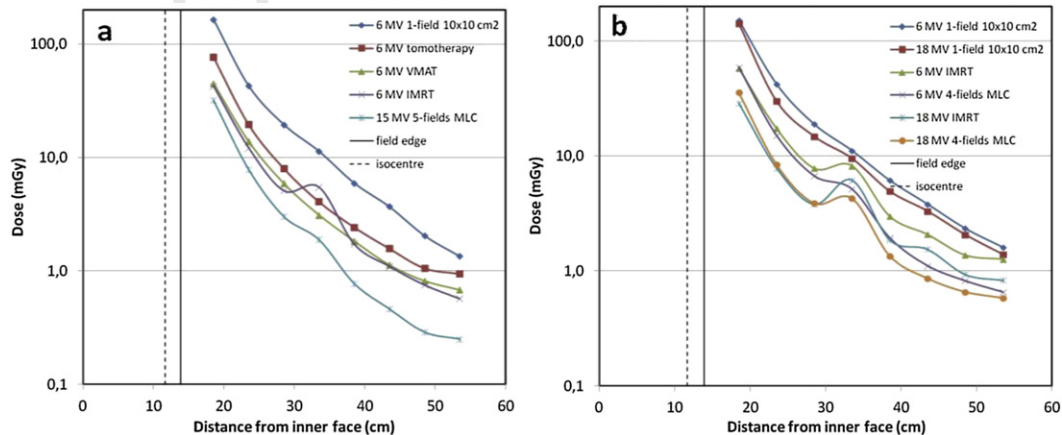 a
6 MV 1-field 10x10 cm2
6 MV tomotherapy
6 MV VMAT
6 MV IMRT
15 MV 5-fields MLC
field edge
isocentre
100,0
10,0
1,0
0,1
Dose (mGy)
0 10 20 30 40 50 60
Distance from inner face (cm)
b
6 MV 1-field 10x10 cm2
18 MV 1-field 10x10 cm2
6 MV IMRT
6 MV 4-fields MLC
18 MV IMRT
18 MV 4-fields MLC
field edge
isocentre
100,0
10,0
1,0
0,1
Dose (mGy)
0 10 20 30 40 50 60
Distance from inner face (cm)